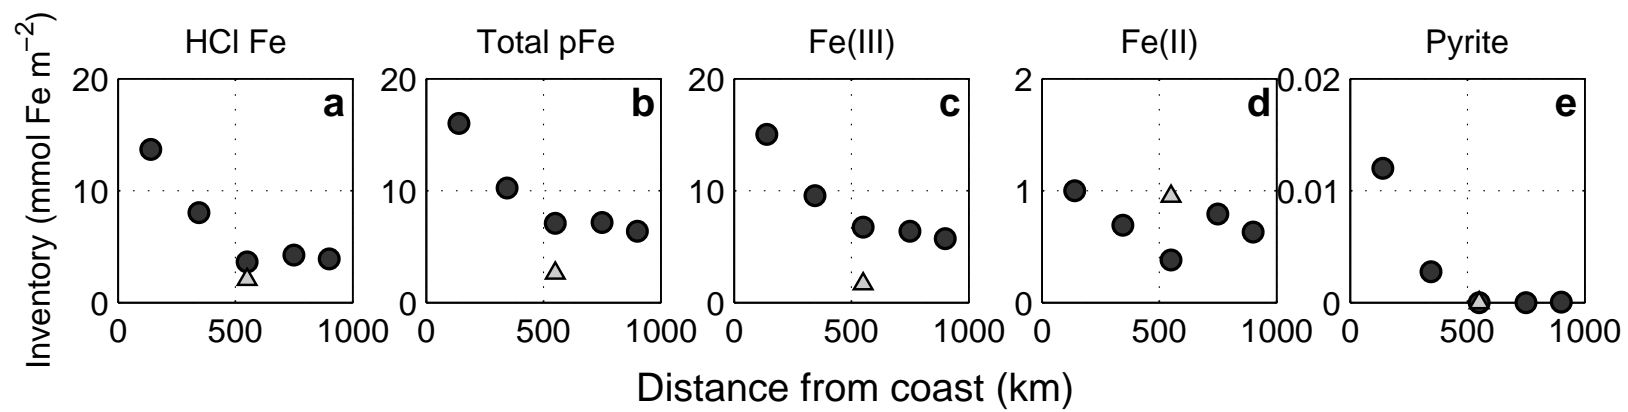 HCl Fe Total pFe Fe(III) Fe(II) Pyrite
Inventory (mmol Fe m−2)
20 20 20 2 0.02
a b c d e
10 10 10 1 0.01
0 0 0 0 0
0 500 1000 0 500 1000 0 500 1000 0 500 1000 0 500 1000
Distance from coast (km)